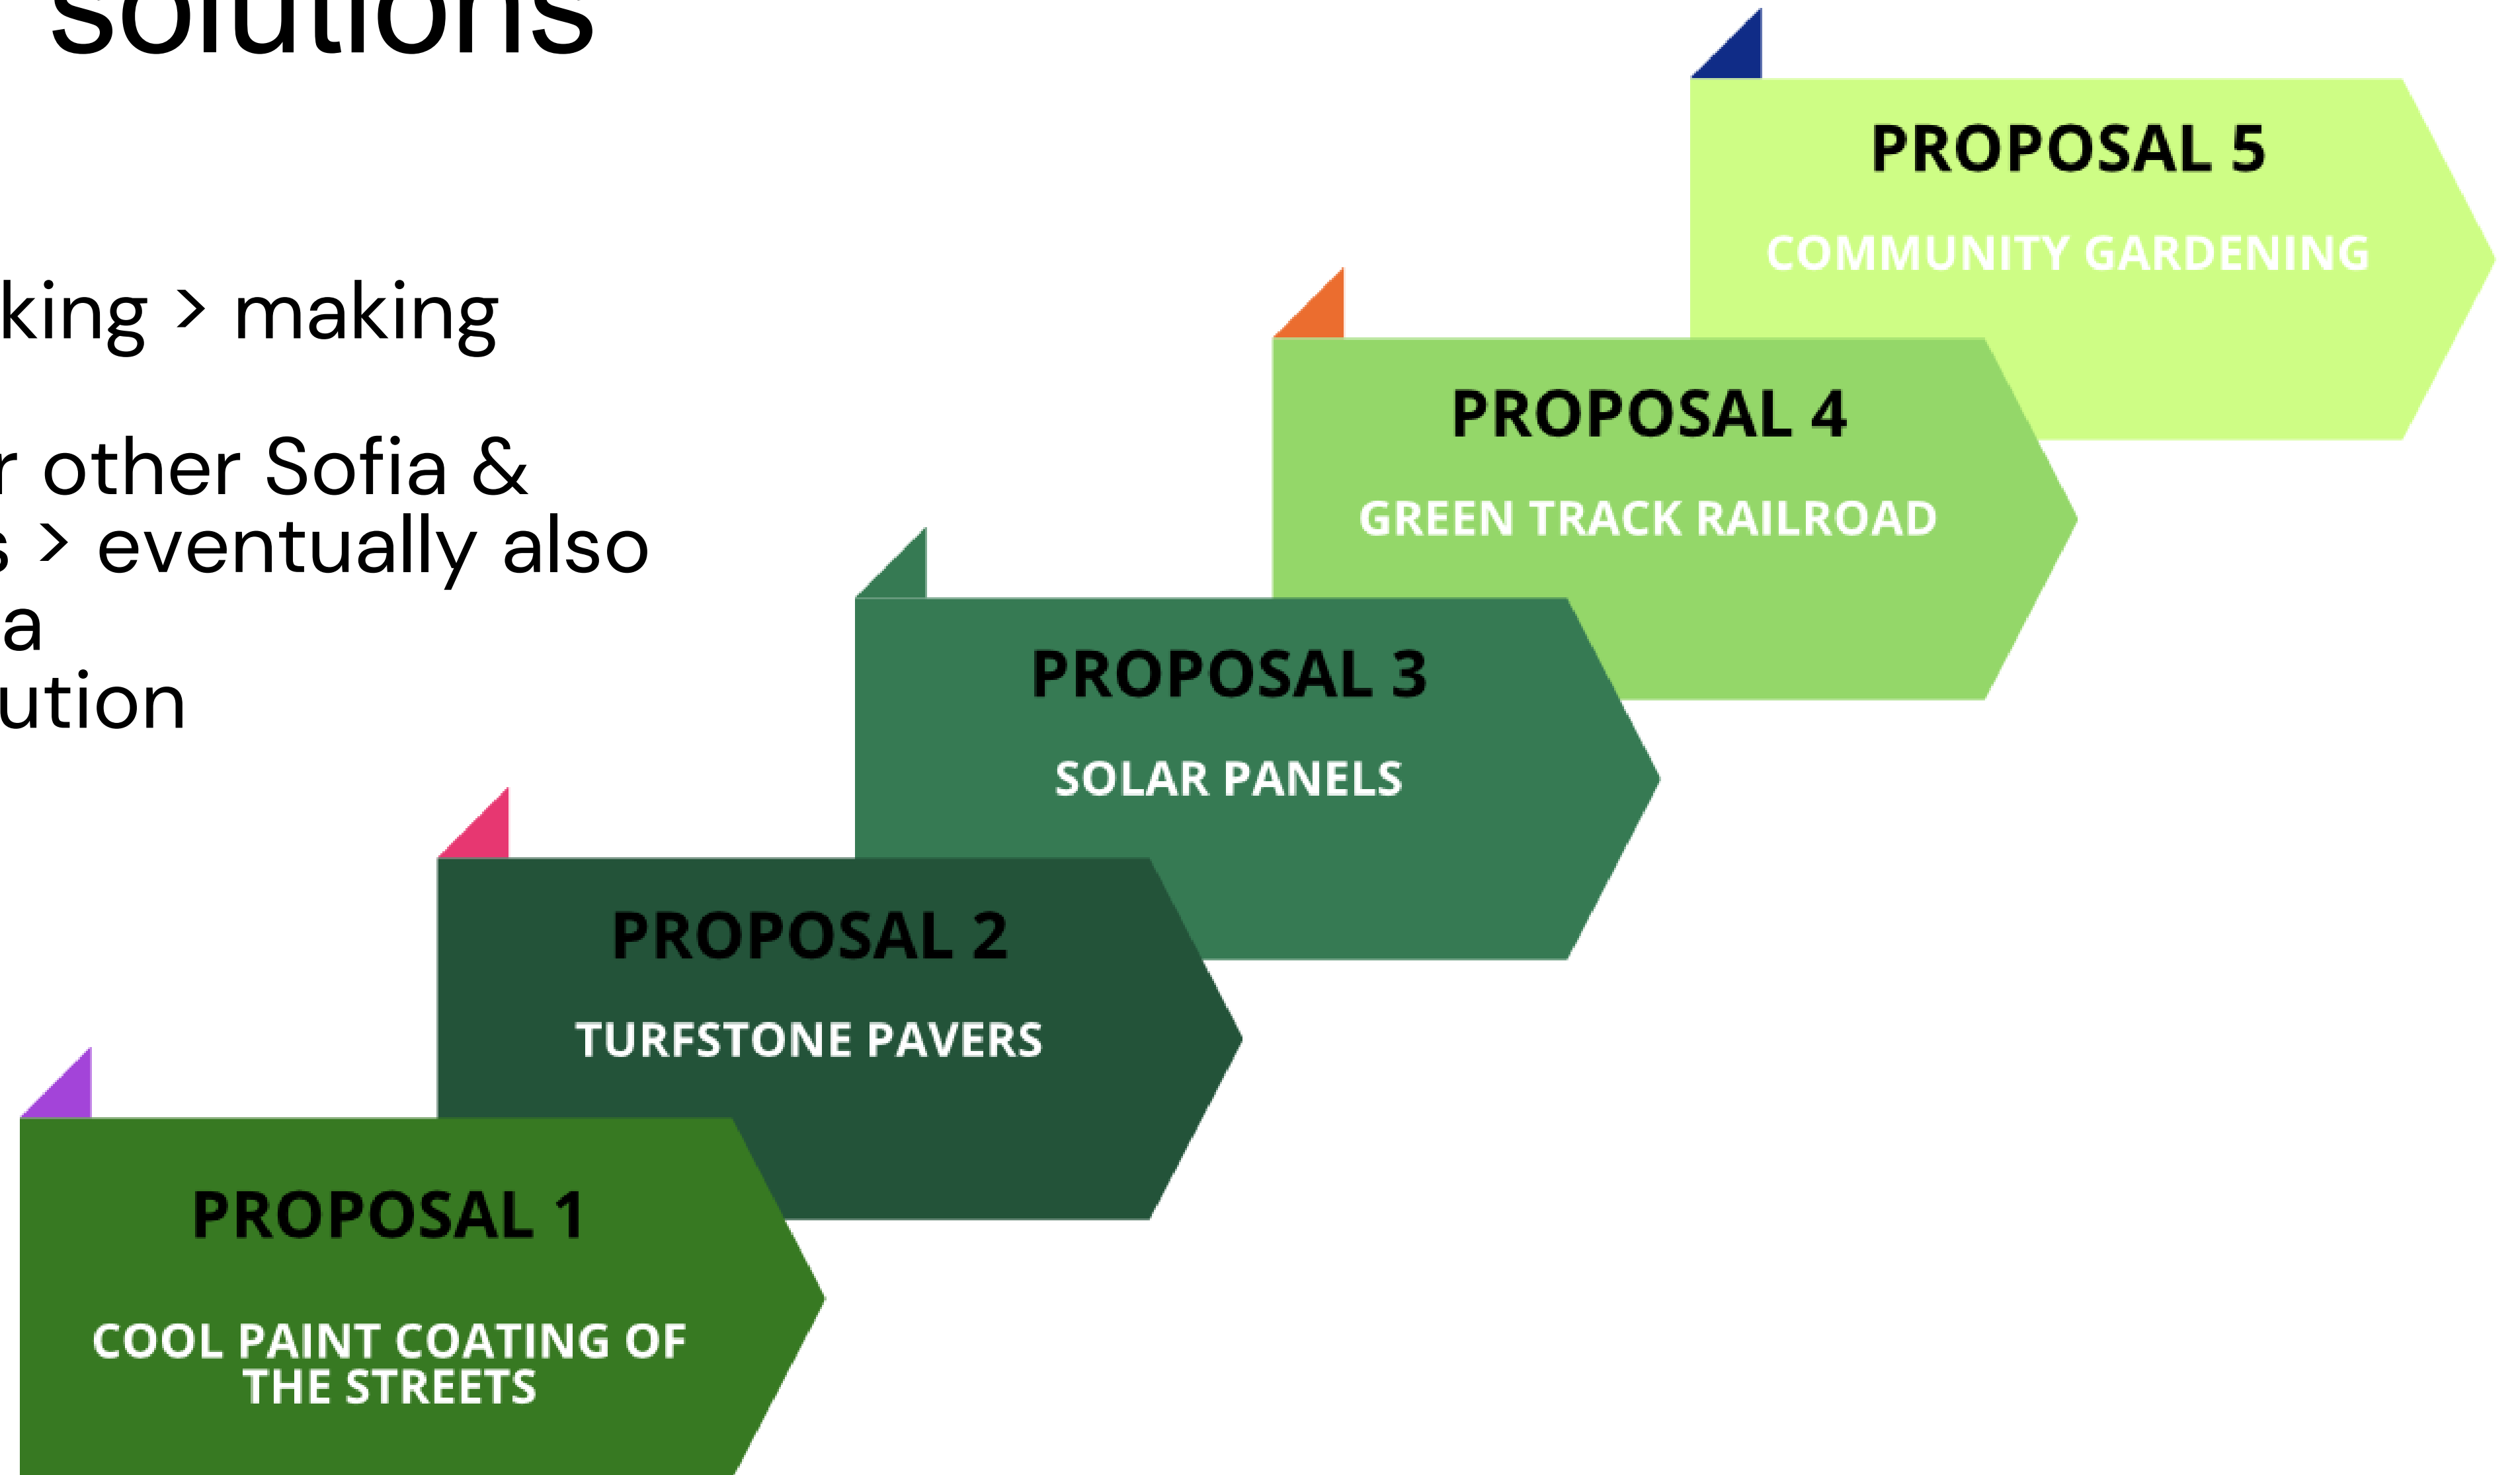 solutions
king > making
r other Sofia &
s > eventually also
a
ution
PROPOSAL 5
COMMUNITY GARDENING
PROPOSAL 4
GREEN TRACK RAILROAD
PROPOSAL 3
SOLAR PANELS
PROPOSAL 2
TURFSTONE PAVERS
PROPOSAL 1
COOL PAINT COATING OF
THE STREETS